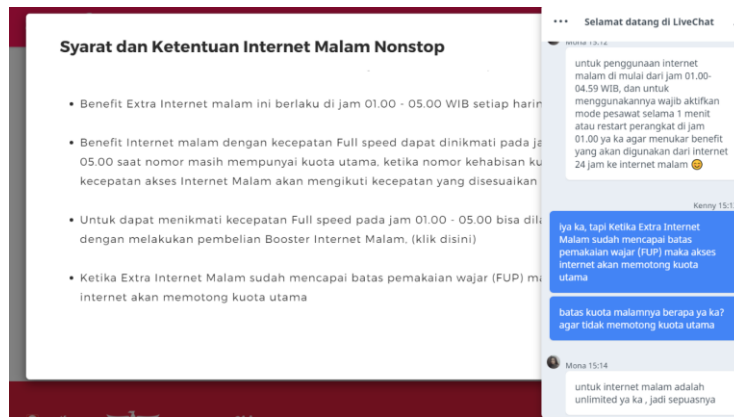 Syarat dan Ketentuan Internet Malam Nonstop
• Benefit Extra Internet malam ini berlaku di jam 01.00 - 05.00 WIB setiap harin
• Benefit Internet malam dengan kecepatan Full speed dapat dinikmati pada ja
05.00 saat nomor masih mempunyai kuota utama, ketika nomor kehabisan ku
kecepatan akses Internet Malam akan mengikuti kecepatan yang disesuaikan
• Untuk dapat menikmati kecepatan Full speed pada jam 01.00 - 05.00 bisa dila
dengan melakukan pembelian Booster Internet Malam, (klik disini)
• Ketika Extra Internet Malam sudah mencapai batas pemakaian wajar (FUP) ma
internet akan memotong kuota utama
Selamat datang di LiveChat
Mona 15:12
untuk penggunaan internet
malam di mulai dari jam 01.00-
04.59 WIB, dan untuk
menggunakannya wajib aktifkan
mode pesawat selama 1 menit
atau restart perangkat di jam
01.00 ya ka agar menukar benefit
yang akan digunakan dari internet
24 jam ke internet malam 😊
Kenny 15:1
iya ka, tapi Ketika Extra Internet
Malam sudah mencapai batas
pemakaian wajar (FUP) maka akses
internet akan memotong kuota
utama
batas kuota malamnya berapa ya ka?
agar tidak memotong kuota utama
Mona 15:14
untuk internet malam adalah
unlimited ya ka , jadi sepuasnya